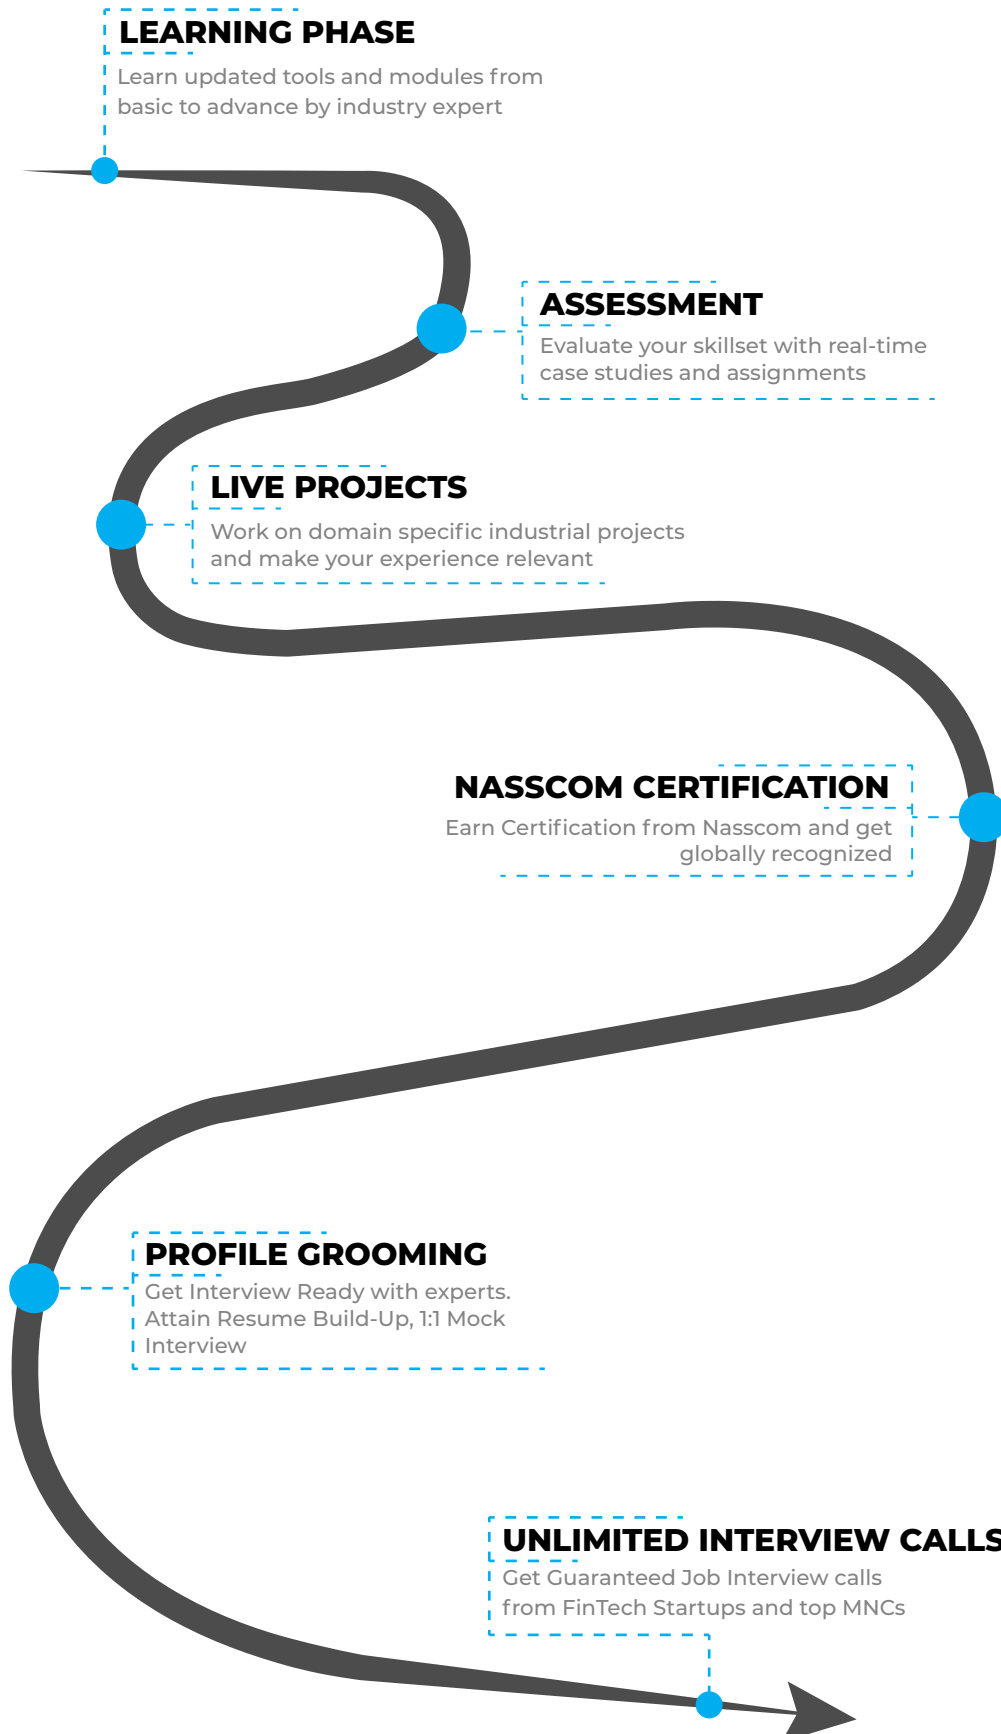 LEARNING PHASE
Learn updated tools and modules from
basic to advance by industry expert
ASSESSMENT
Evaluate your skillset with real-time
case studies and assignments
LIVE PROJECTS
Work on domain specific industrial projects
and make your experience relevant
NASSCOM CERTIFICATION
Earn Certification from Nasscom and get
globally recognized
PROFILE GROOMING
Get Interview Ready with experts.
Attain Resume Build-Up, 1:1 Mock
Interview
UNLIMITED INTERVIEW CALLS
Get Guaranteed Job Interview calls
from FinTech Startups and top MNCs